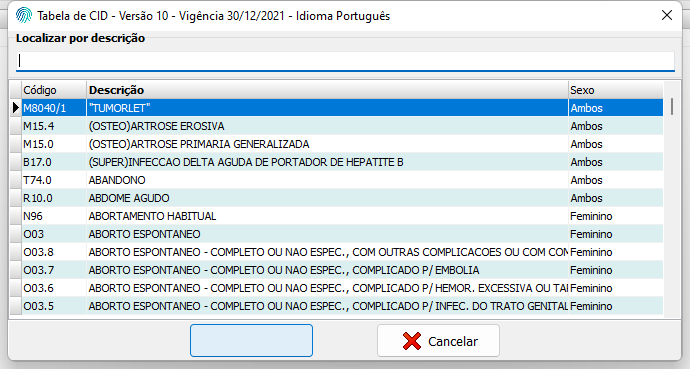 Tabela de CID - Versão 10 - Vigência 30/12/2021 - Idioma Português
Localizar por descrição
Código Descrição Sexo
M8040/1 "TUMORLET" Ambos
M15.4 (OSTEO)ARTROSE EROSIVA Ambos
M15.0 (OSTEO)ARTROSE PRIMARIA GENERALIZADA Ambos
B17.0 (SUPER)INFECCAO DELTA AGUDA DE PORTADOR DE HEPATITE B Ambos
T74.0 ABANDONO Ambos
R10.0 ABDOME AGUDO Ambos
N96 ABORTAMENTO HABITUAL Feminino
O03 ABORTO ESPONTANEO Feminino
O03.8 ABORTO ESPONTANEO - COMPLETO OU NAO ESPEC., COM OUTRAS COMPLICACOES OU COM CON Feminino
O03.7 ABORTO ESPONTANEO - COMPLETO OU NAO ESPEC., COMPLICADO P/ EMBOLIA Feminino
O03.6 ABORTO ESPONTANEO - COMPLETO OU NAO ESPEC., COMPLICADO P/ HEMOR. EXCESSIVA OU TAI Feminino
O03.5 ABORTO ESPONTANEO - COMPLETO OU NAO ESPEC., COMPLICADO P/ INFEC. DO TRATO GENITAL Feminino
Cancelar